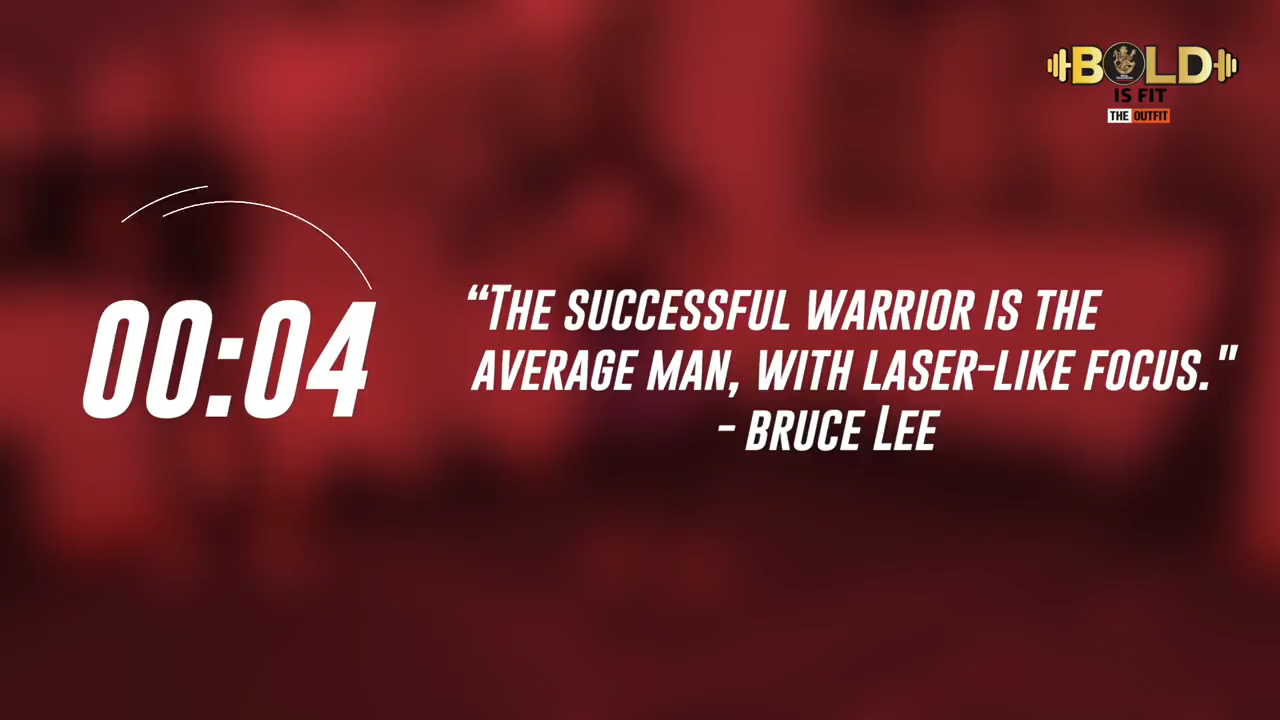 BOLD
IS FIT
THE OUTFIT
00:04
“THE SUCCESSFUL WARRIOR IS THE
AVERAGE MAN, WITH LASER-LIKE FOCUS."
- BRUCE LEE